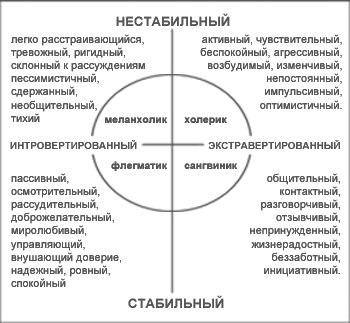 НЕСТАБИЛЬНЫЙ
легко расстраивающийся,
тревожный, ригидный,
склонный к рассуждениям
пессимистичный,
сдержанный,
необщительный,
тихий
активный, чувствительный,
беспокойный, агрессивный,
возбудимый, изменчивый,
непостоянный,
импульсивный,
оптимистичный.
меланхолик
холерик
ИНТРОВЕРТИРОВАННЫЙ
ЭКСТРАВЕРТИРОВАННЫЙ
флегматик
сангвиник
пассивный,
осмотрительный,
рассудительный,
доброжелательный,
миролюбивый,
управляющий,
внушающий доверие,
надежный, ровный,
спокойный
общительный,
контактный,
разговорчивый,
отзывчивый,
непринужденный,
жизнерадостный,
беззаботный,
инициативный.
СТАБИЛЬНЫЙ